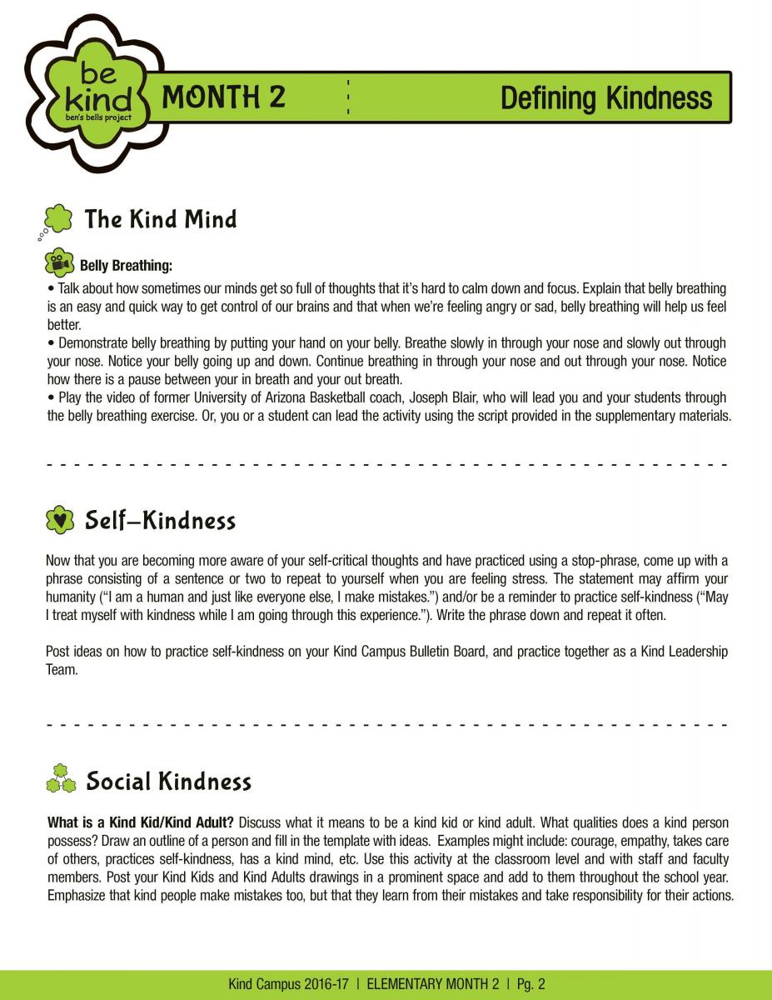 be
kind
ben's bells project
MONTH 2
Defining Kindness
The Kind Mind
Belly Breathing:
• Talk about how sometimes our minds get so full of thoughts that it's hard to calm down and focus. Explain that belly breathing
is an easy and quick way to get control of our brains and that when we're feeling angry or sad, belly breathing will help us feel
better.
• Demonstrate belly breathing by putting your hand on your belly. Breathe slowly in through your nose and slowly out through
your nose. Notice your belly going up and down. Continue breathing in through your nose and out through your nose. Notice
how there is a pause between your in breath and your out breath.
• Play the video of former University of Arizona Basketball coach, Joseph Blair, who will lead you and your students through
the belly breathing exercise. Or, you or a student can lead the activity using the script provided in the supplementary materials.
Self-Kindness
Now that you are becoming more aware of your self-critical thoughts and have practiced using a stop-phrase, come up with a
phrase consisting of a sentence or two to repeat to yourself when you are feeling stress. The statement may affirm your
humanity (“I am a human and just like everyone else, I make mistakes.”) and/or be a reminder to practice self-kindness (“May
I treat myself with kindness while I am going through this experience.”). Write the phrase down and repeat it often.
Post ideas on how to practice self-kindness on your Kind Campus Bulletin Board, and practice together as a Kind Leadership
Team.
Social Kindness
What is a Kind Kid/Kind Adult? Discuss what it means to be a kind kid or kind adult. What qualities does a kind person
possess? Draw an outline of a person and fill in the template with ideas. Examples might include: courage, empathy, takes care
of others, practices self-kindness, has a kind mind, etc. Use this activity at the classroom level and with staff and faculty
members. Post your Kind Kids and Kind Adults drawings in a prominent space and add to them throughout the school year.
Emphasize that kind people make mistakes too, but that they learn from their mistakes and take responsibility for their actions.
Kind Campus 2016-17 | ELEMENTARY MONTH 2 | Pg. 2